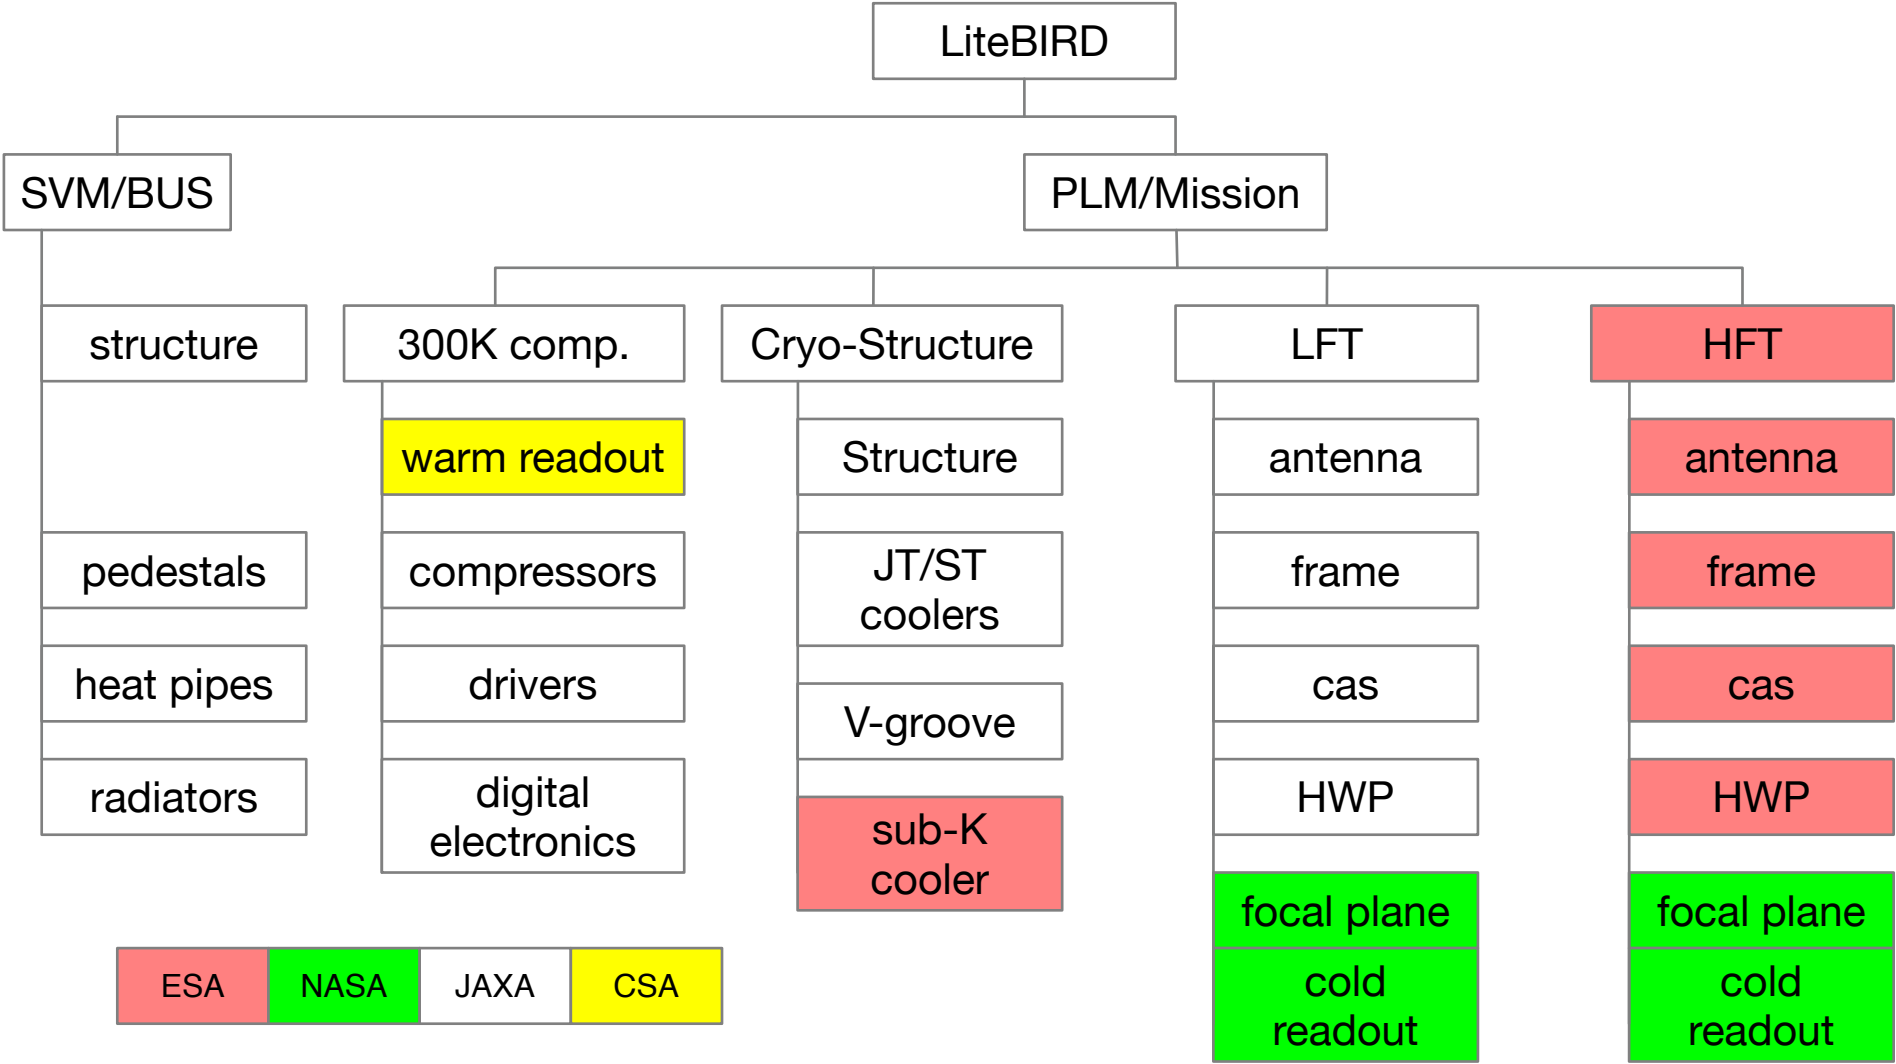 LiteBIRD
SVM/BUS
PLM/Mission
structure
300K comp.
Cryo-Structure
LFT
HFT
warm readout
Structure
antenna
antenna
pedestals
compressors
JT/ST
coolers
frame
frame
heat pipes
drivers
V-groove
cas
cas
radiators
digital
electronics
sub-K
cooler
HWP
HWP
focal plane
focal plane
cold
readout
cold
readout
ESA
NASA
JAXA
CSA